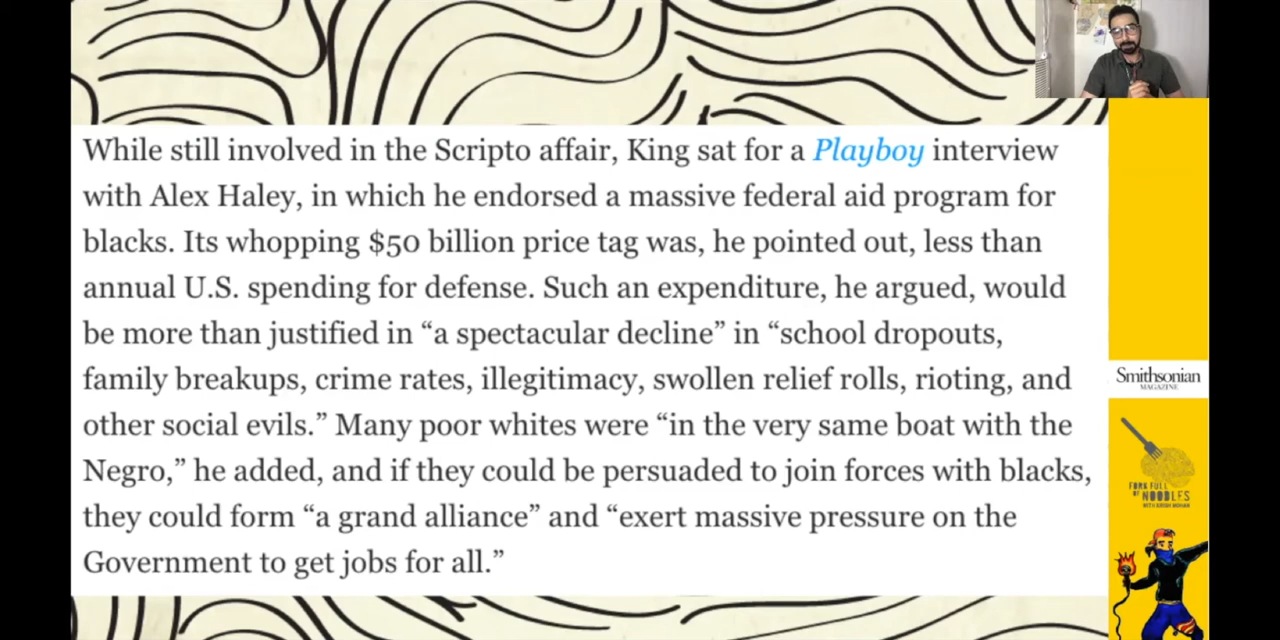 While still involved in the Scripto affair, King sat for a Playboy interview
with Alex Haley, in which he endorsed a massive federal aid program for
blacks. Its whopping $50 billion price tag was, he pointed out, less than
annual U.S. spending for defense. Such an expenditure, he argued, would
be more than justified in “a spectacular decline” in “school dropouts,
family breakups, crime rates, illegitimacy, swollen relief rolls, rioting, and
other social evils.” Many poor whites were “in the very same boat with the
Negro,” he added, and if they could be persuaded to join forces with blacks,
they could form “a grand alliance” and “exert massive pressure on the
Government to get jobs for all.”
Smithsonian
MAGAZINE
FORK FULL
OF NOODLES
WITH KRISH MOHAN